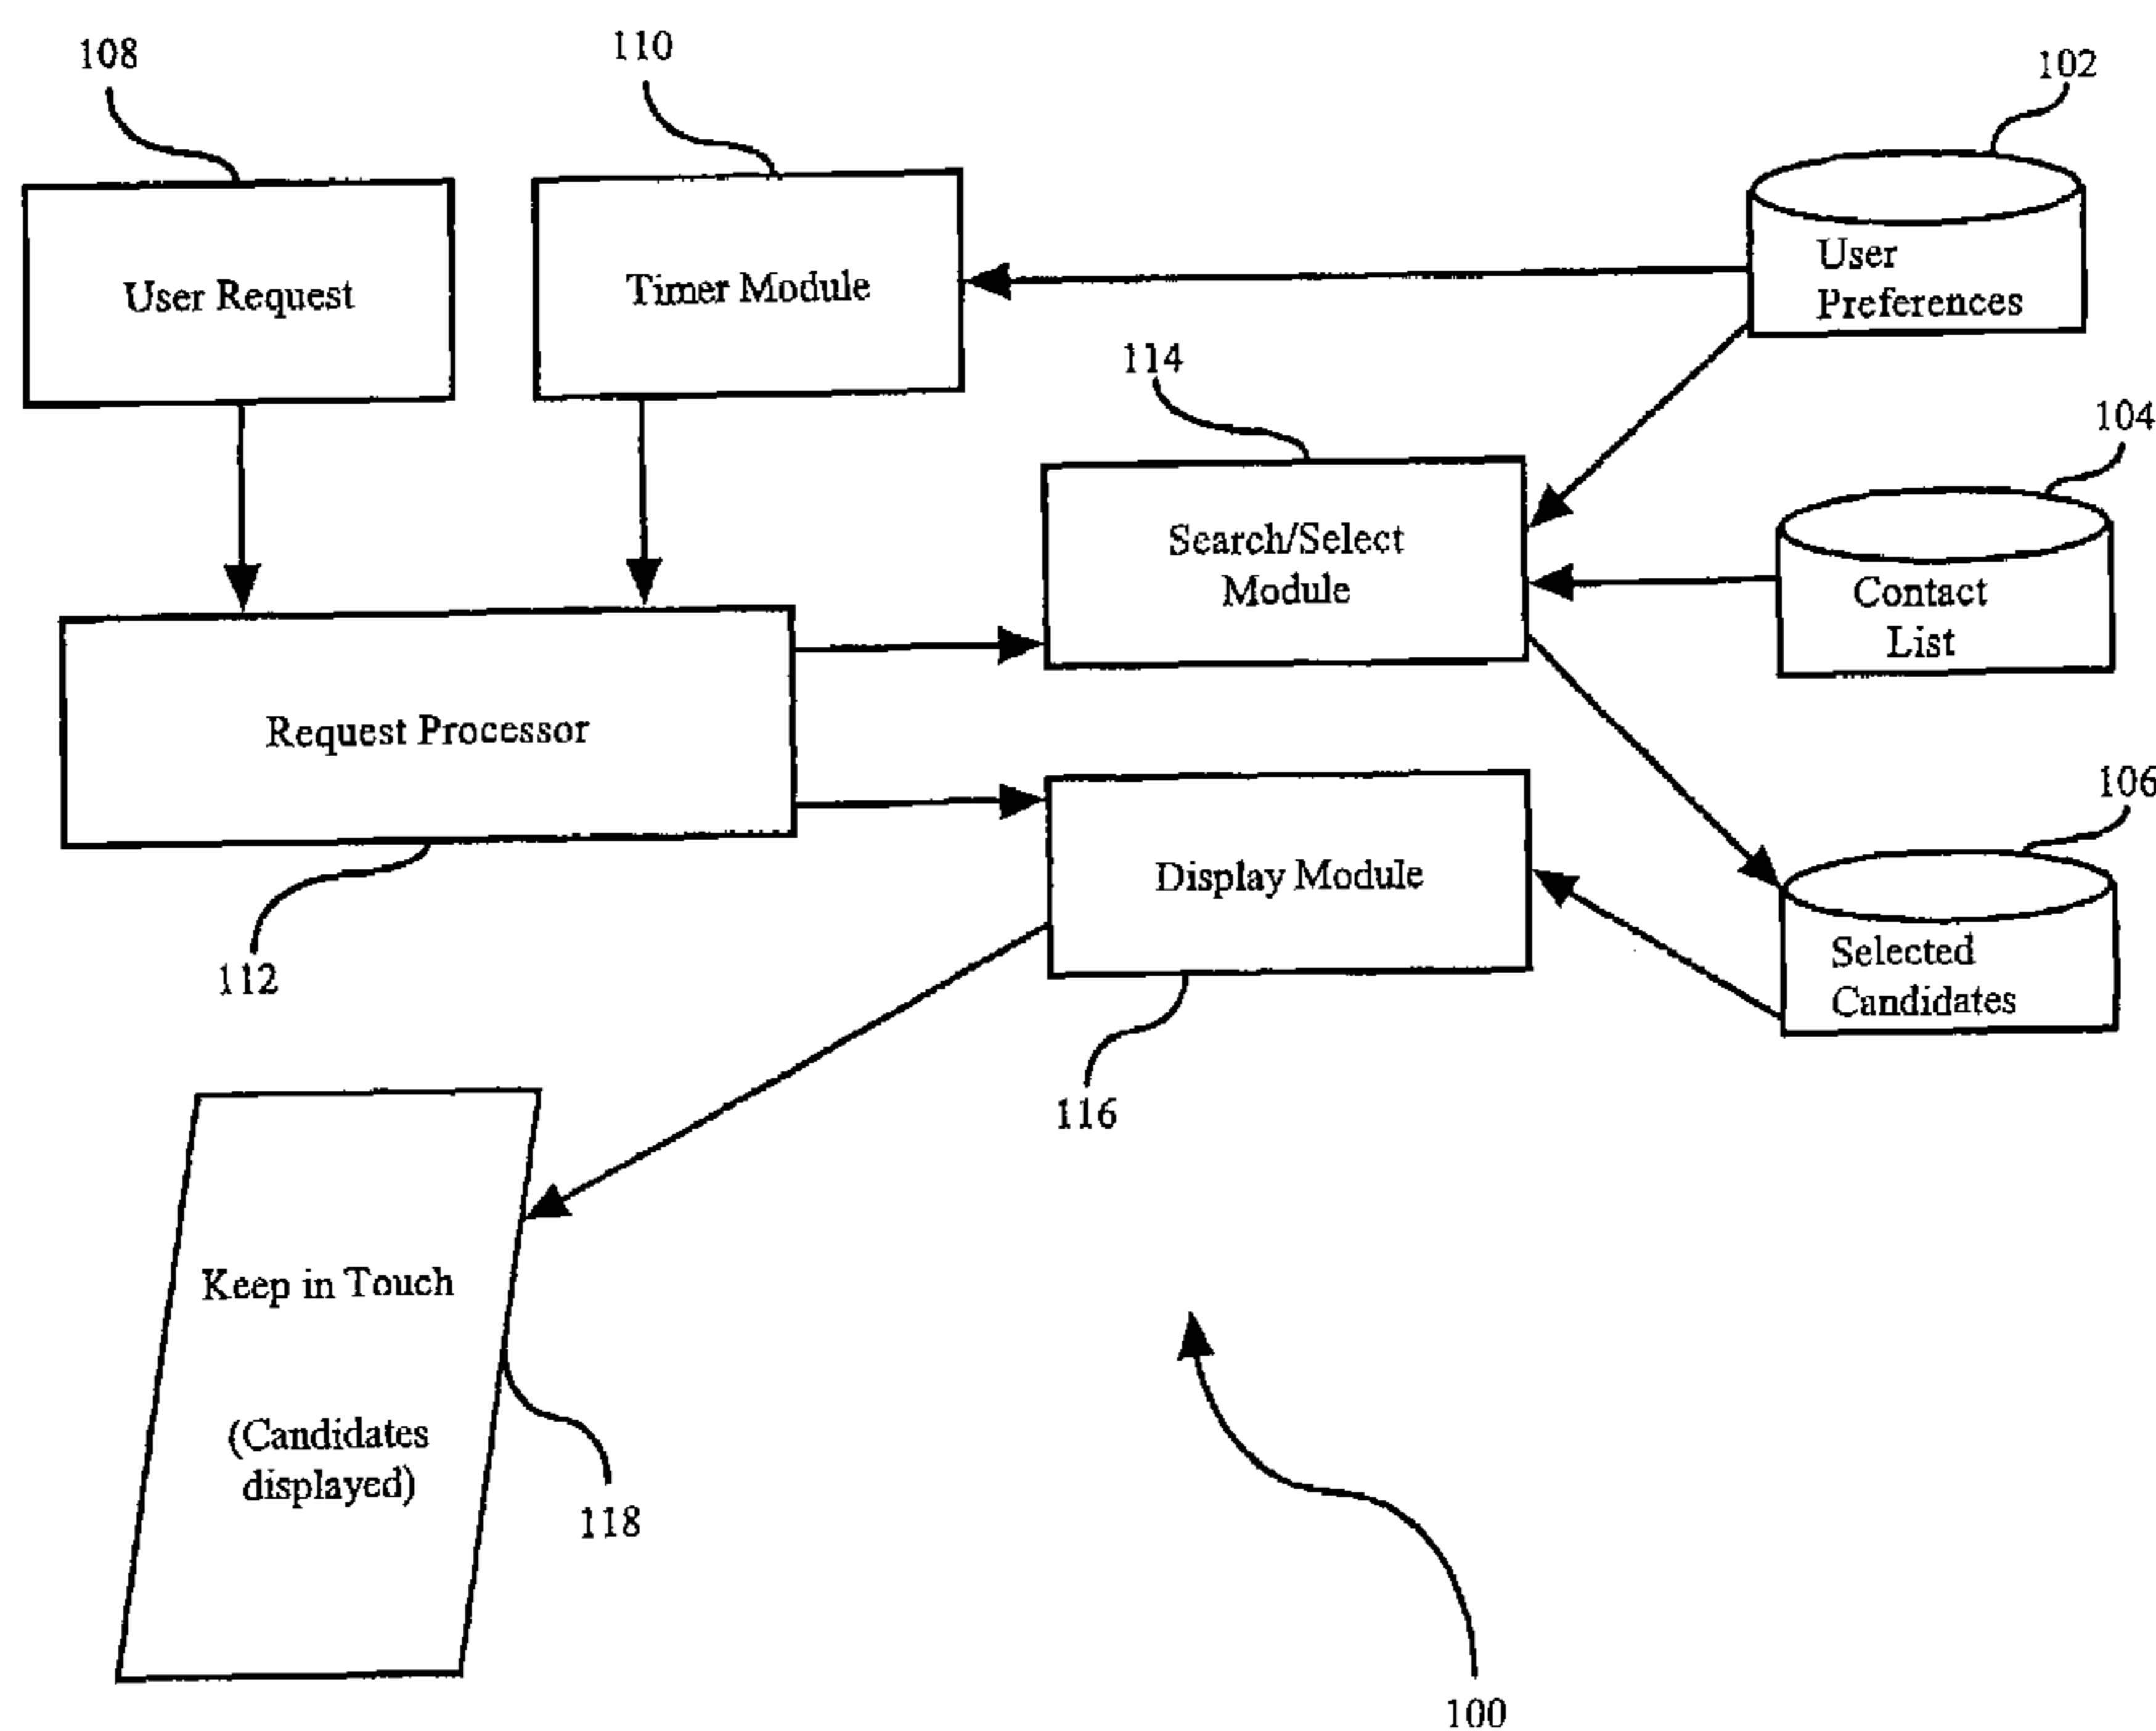 108
110
102
User Request
Timer Module
User
Preferences
114
104
Search/Select
Module
Contact
List
Request Processor
106
Display Module
Selected
Candidates
112
116
Keep in Touch
(Candidates
displayed)
118
100